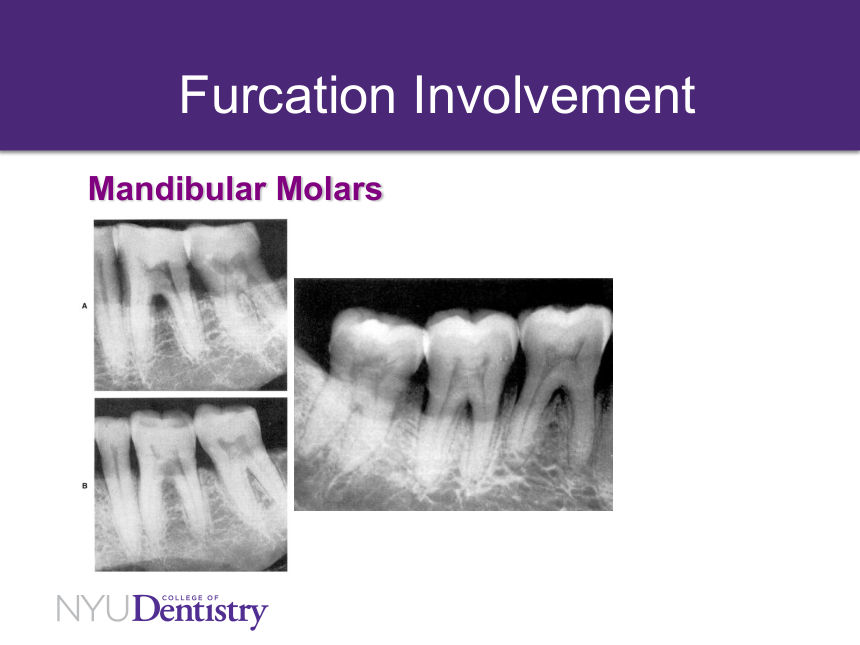 Furcation Involvement
Mandibular Molars
A
B
NYU COLLEGE OF Dentistry